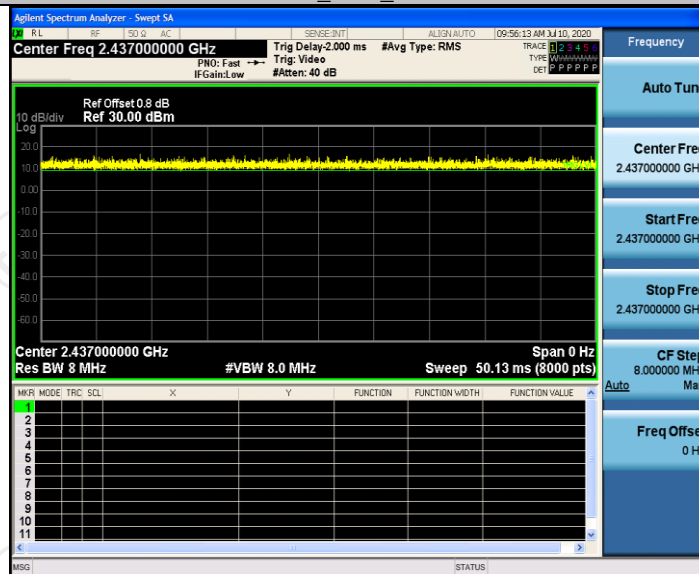 Agilent Spectrum Analyzer - Swept SA
RL RF 50 Ω AC SENSE:INT ALIGN AUTO 09:56:13 AM Jul 10, 2020
Center Freq 2.437000000 GHz Trig Delay-2.000 ms #Avg Type: RMS TRACE 1 2 3 4 5 6
PNO: Fast Trig: Video TYPE
IFGain:Low #Atten: 40 dB DET P P P P P P
Ref Offset 0.8 dB
10 dB/div Ref 30.00 dBm
Log
20.0
10.0
0.00
-10.0
-20.0
-30.0
-40.0
-50.0
-60.0
Center 2.437000000 GHz Span 0 Hz
Res BW 8 MHz #VBW 8.0 MHz Sweep 50.13 ms (8000 pts)
MKR MODE TRC SCL X Y FUNCTION FUNCTION WIDTH FUNCTION VALUE
1
2
3
4
5
6
7
8
9
10
11
MSG STATUS
Frequency
Auto Tun
Center Fre
2.437000000 GH
Start Fre
2.437000000 GH
Stop Fre
2.437000000 GH
CF Ste
8.000000 MH
Auto Ma
Freq Offse
0 H